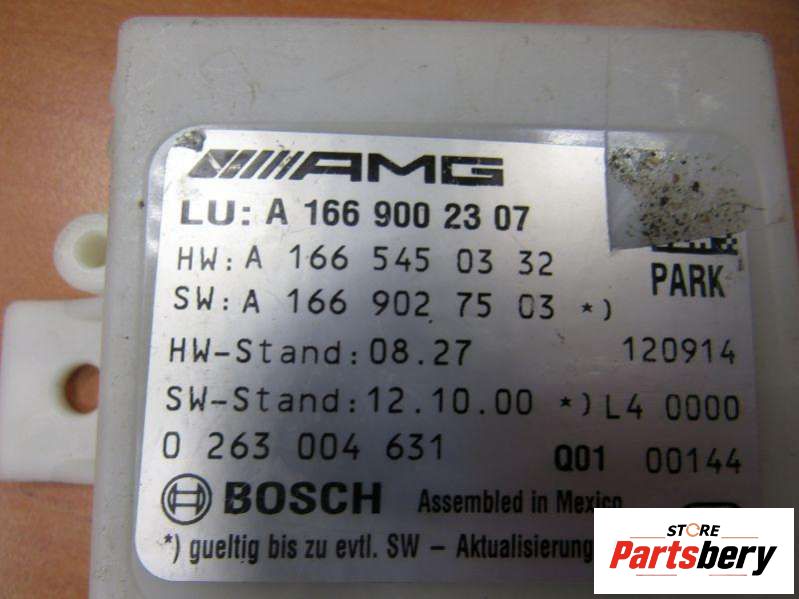 AMG
LU: A 166 900 23 07
HW: A 166 545 03 32
PARK
SW: A 166 902 75 03 *)
HW-Stand: 08.27 120914
SW-Stand: 12.10.00 *) L4 0000
0 263 004 631 Q01 00144
BOSCH Assembled in Mexico
*) gueltig bis zu evtl. SW - Aktualisierung
STORE
Partsbery